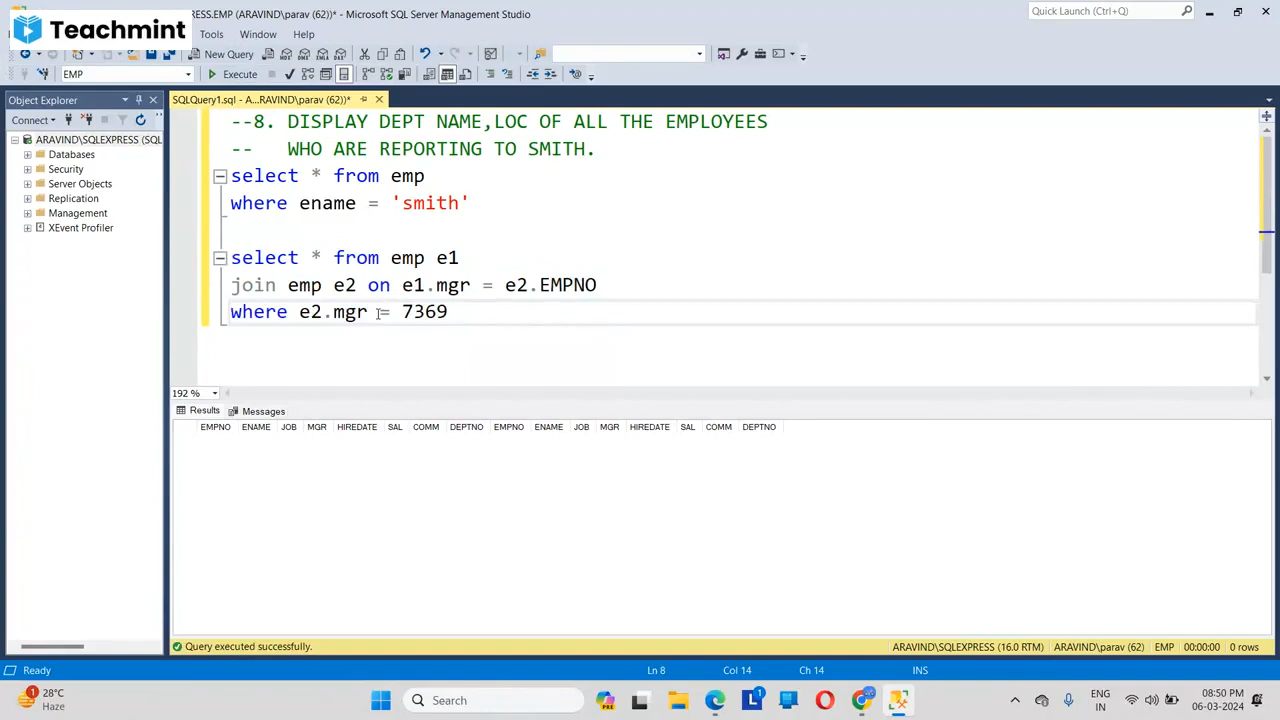 RESS.EMP (ARAVIND\parav (62))* - Microsoft SQL Server Management Studio
Quick Launch (Ctrl+Q)
Teachmint
Tools Window Help
New Query
EMP
Execute
Object Explorer
SQLQuery1.sql - A...RAVIND\parav (62))*
Connect
ARAVIND\SQLEXPRESS (SQL
Databases
Security
Server Objects
Replication
Management
XEvent Profiler
--8. DISPLAY DEPT NAME,LOC OF ALL THE EMPLOYEES
-- WHO ARE REPORTING TO SMITH.
select * from emp
where ename = 'smith'
select * from emp e1
join emp e2 on e1.mgr = e2.EMPNO
where e2.mgr = 7369
192 %
Results Messages
EMPNO ENAME JOB MGR HIREDATE SAL COMM DEPTNO EMPNO ENAME JOB MGR HIREDATE SAL COMM DEPTNO
Query executed successfully.
ARAVIND\SQLEXPRESS (16.0 RTM) ARAVIND\parav (62) EMP 00:00:00 0 rows
Ready
Ln 8 Col 14 Ch 14 INS
1
28°C
Haze
Search
PRE
1
ENG
IN
08:50 PM
06-03-2024